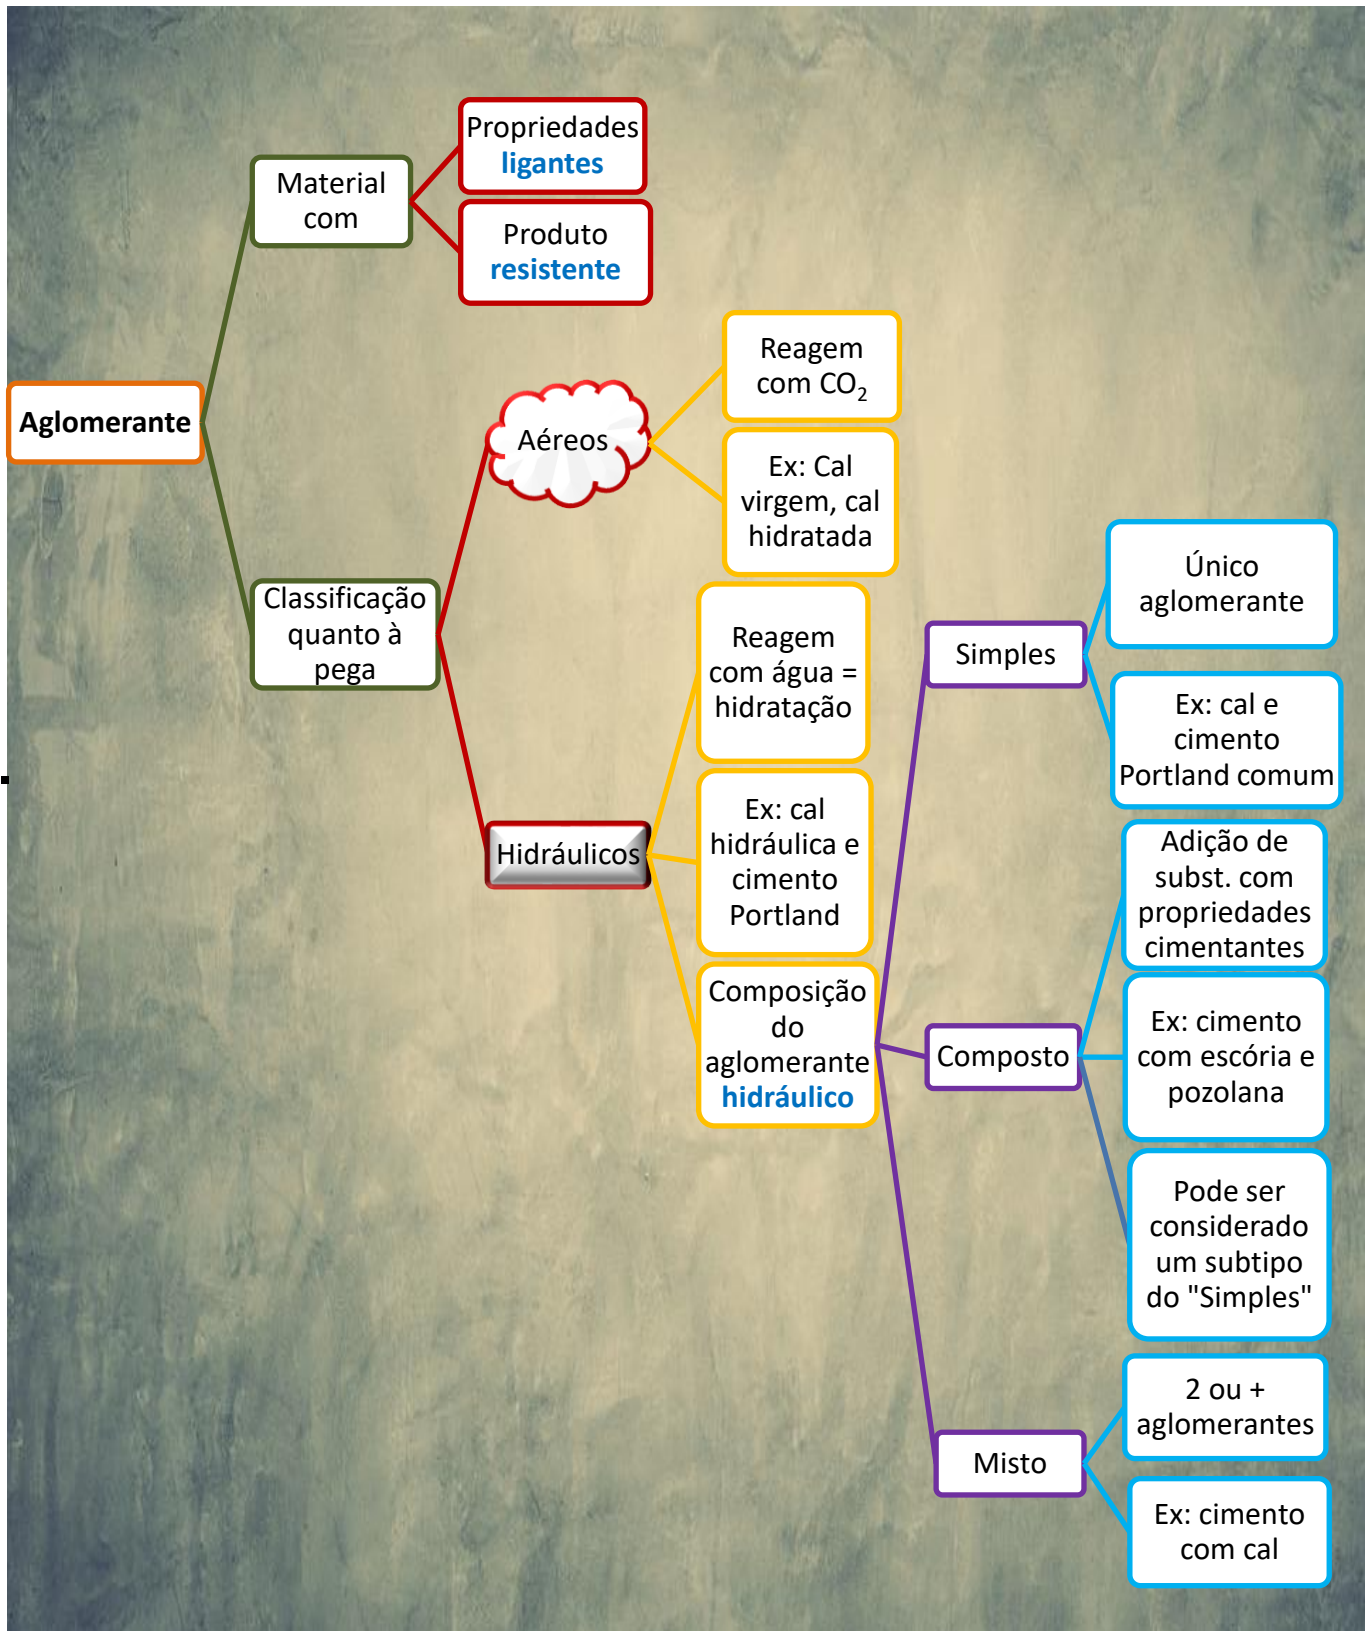 Propriedades
ligantes
Material
com
Produto
resistente
Aglomerante
Reagem
com CO₂
Aéreos
Ex: Cal
virgem, cal
hidratada
Classificação
quanto à
pega
Reagem
com água =
hidratação
Hidráulicos
Ex: cal
hidráulica e
cimento
Portland
Composição
do
aglomerante
hidráulico
Simples
Único
aglomerante
Ex: cal e
cimento
Portland comum
Composto
Adição de
subst. com
propriedades
cimentantes
Ex: cimento
com escória e
pozolana
Pode ser
considerado
um subtipo
do "Simples"
Misto
2 ou +
aglomerantes
Ex: cimento
com cal